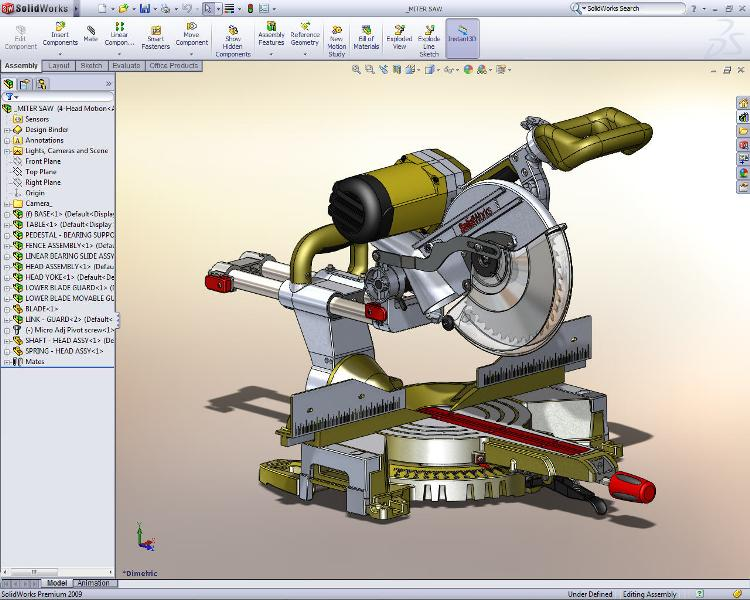 SolidWorks
_MITER SAW
SolidWorks Search
Edit Component
Insert Components
Mate
Linear Compon...
Smart Fasteners
Move Component
Show Hidden Components
Assembly Features
Reference Geometry
New Motion Study
Bill of Materials
Exploded View
Explode Line Sketch
Instant3D
Assembly
Layout
Sketch
Evaluate
Office Products
_MITER SAW (4-Head Motion<
Sensors
Design Binder
Annotations
Lights, Cameras and Scene
Front Plane
Top Plane
Right Plane
Origin
Camera_
(f) BASE<1> (Default<Display
TABLE<1> (Default<Display
PEDESTAL - BEARING SUPPO
FENCE ASSEMBLY<1> (Defau
LINEAR BEARING SLIDE ASSY
HEAD ASSEMBLY<1> (Defau
HEAD YOKE<1> (Default<De
LOWER BLADE GUARD<1> (
LOWER BLADE MOVABLE GU
BLADE<1>
LINK - GUARD<2> (Default<
(-) Micro Adj Pivot screw<1>
SHAFT - HEAD ASSY<1> (De
SPRING - HEAD ASSY<1>
Mates
SolidWorks
*Dimetric
Model
Animation
SolidWorks Premium 2009
Under Defined
Editing Assembly